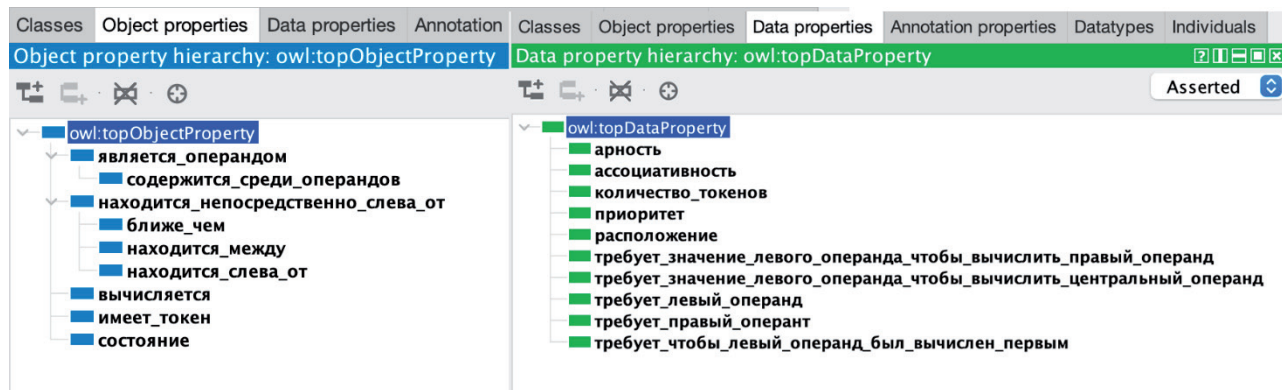 Classes Object properties Data properties Annotation
Object property hierarchy: owl:topObjectProperty
owl:topObjectProperty
является_операндом
содержится_среди_операндов
находится_непосредственно_слева_от
ближе_чем
находится_между
находится_слева_от
вычисляется
имеет_токен
состояние
Classes Object properties Data properties Annotation properties Datatypes Individuals
Data property hierarchy: owl:topDataProperty
Asserted
owl:topDataProperty
арность
ассоциативность
количество_токенов
приоритет
расположение
требует_значение_левого_операнда_чтобы_вычислить_правый_операнд
требует_значение_левого_операнда_чтобы_вычислить_центральный_операнд
требует_левый_операнд
требует_правый_оперант
требует_чтобы_левый_операнд_был_вычислен_первым